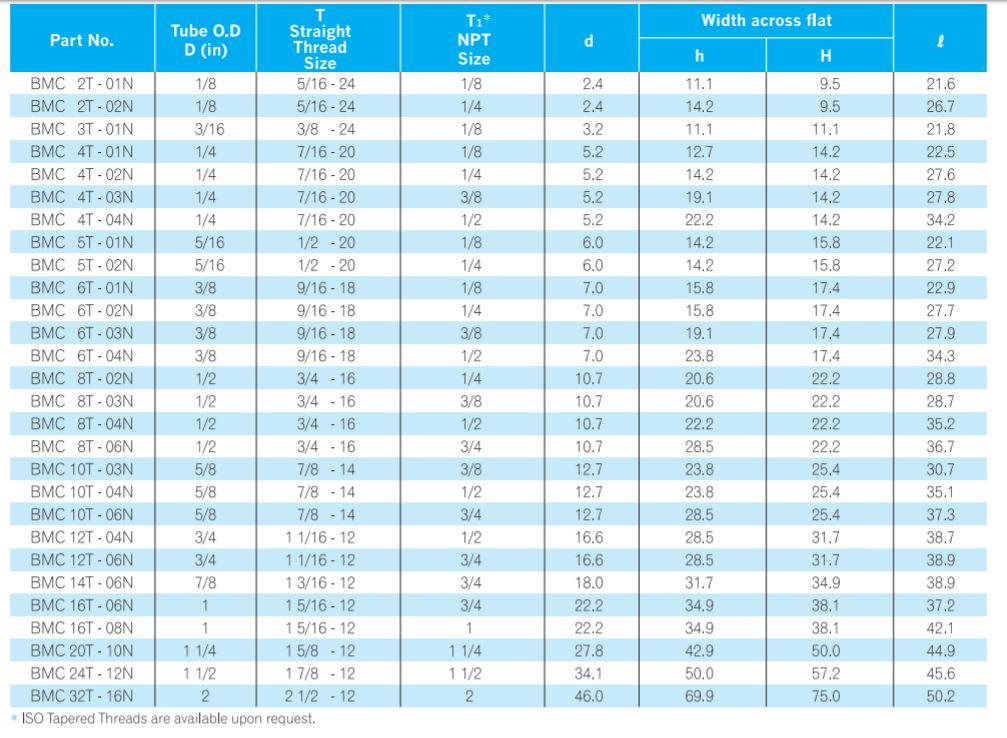 Part No. Tube O.D D (in) T Straight Thread Size T1* NPT Size d Width across flat h H ℓ
BMC 2T - 01N 1/8 5/16 - 24 1/8 2.4 11.1 9.5 21.6
BMC 2T - 02N 1/8 5/16 - 24 1/4 2.4 14.2 9.5 26.7
BMC 3T - 01N 3/16 3/8 - 24 1/8 3.2 11.1 11.1 21.8
BMC 4T - 01N 1/4 7/16 - 20 1/8 5.2 12.7 14.2 22.5
BMC 4T - 02N 1/4 7/16 - 20 1/4 5.2 14.2 14.2 27.6
BMC 4T - 03N 1/4 7/16 - 20 3/8 5.2 19.1 14.2 27.8
BMC 4T - 04N 1/4 7/16 - 20 1/2 5.2 22.2 14.2 34.2
BMC 5T - 01N 5/16 1/2 - 20 1/8 6.0 14.2 15.8 22.1
BMC 5T - 02N 5/16 1/2 - 20 1/4 6.0 14.2 15.8 27.2
BMC 6T - 01N 3/8 9/16 - 18 1/8 7.0 15.8 17.4 22.9
BMC 6T - 02N 3/8 9/16 - 18 1/4 7.0 15.8 17.4 27.7
BMC 6T - 03N 3/8 9/16 - 18 3/8 7.0 19.1 17.4 27.9
BMC 6T - 04N 3/8 9/16 - 18 1/2 7.0 23.8 17.4 34.3
BMC 8T - 02N 1/2 3/4 - 16 1/4 10.7 20.6 22.2 28.8
BMC 8T - 03N 1/2 3/4 - 16 3/8 10.7 20.6 22.2 28.7
BMC 8T - 04N 1/2 3/4 - 16 1/2 10.7 22.2 22.2 35.2
BMC 8T - 06N 1/2 3/4 - 16 3/4 10.7 28.5 22.2 36.7
BMC 10T - 03N 5/8 7/8 - 14 3/8 12.7 23.8 25.4 30.7
BMC 10T - 04N 5/8 7/8 - 14 1/2 12.7 23.8 25.4 35.1
BMC 10T - 06N 5/8 7/8 - 14 3/4 12.7 28.5 25.4 37.3
BMC 12T - 04N 3/4 1 1/16 - 12 1/2 16.6 28.5 31.7 38.7
BMC 12T - 06N 3/4 1 1/16 - 12 3/4 16.6 28.5 31.7 38.9
BMC 14T - 06N 7/8 1 3/16 - 12 3/4 18.0 31.7 34.9 38.9
BMC 16T - 06N 1 1 5/16 - 12 3/4 22.2 34.9 38.1 37.2
BMC 16T - 08N 1 1 5/16 - 12 1 22.2 34.9 38.1 42.1
BMC 20T - 10N 1 1/4 1 5/8 - 12 1 1/4 27.8 42.9 50.0 44.9
BMC 24T - 12N 1 1/2 1 7/8 - 12 1 1/2 34.1 50.0 57.2 45.6
BMC 32T - 16N 2 2 1/2 - 12 2 46.0 69.9 75.0 50.2
* ISO Tapered Threads are available upon request.